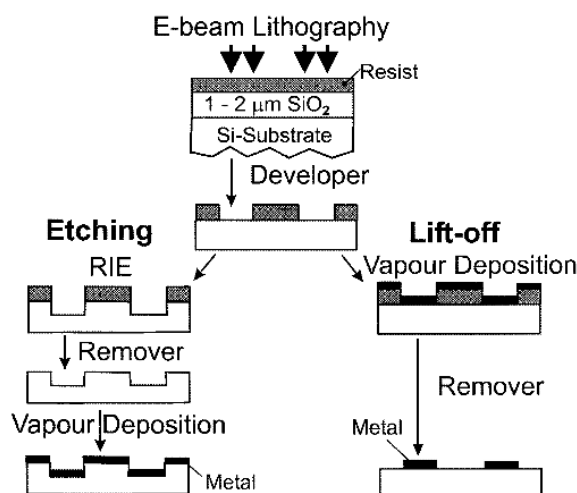 E-beam Lithography
Resist
1 - 2 μm SiO₂
Si-Substrate
Developer
Etching
RIE
Remover
Vapour Deposition
Metal
Lift-off
Vapour Deposition
Remover
Metal